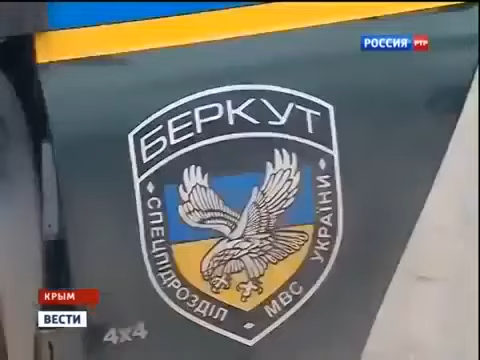 РОССИЯ РТР
БЕРКУТ
СПЕЦПІДРОЗДІЛ МВС УКРАЇНИ
КРЫМ
ВЕСТИ
4x4